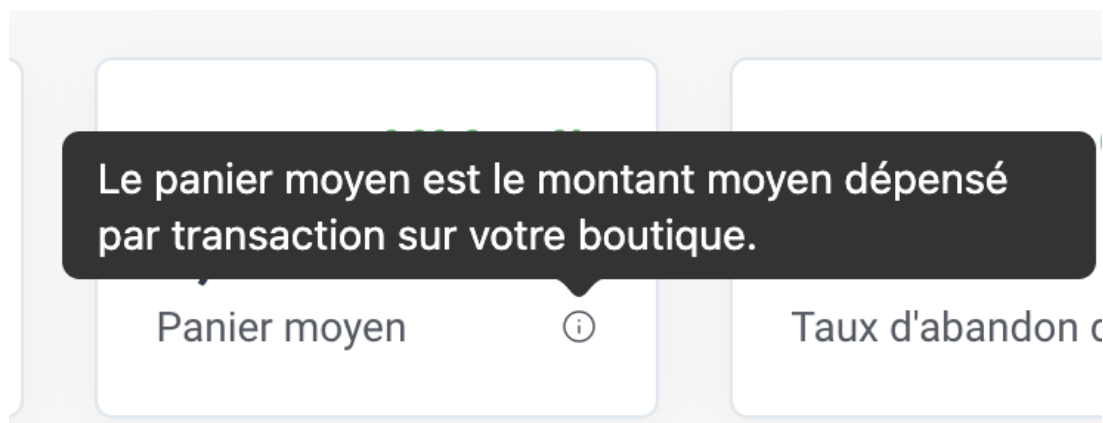 Le panier moyen est le montant moyen dépensé
par transaction sur votre boutique.
Panier moyen
Taux d'abandon